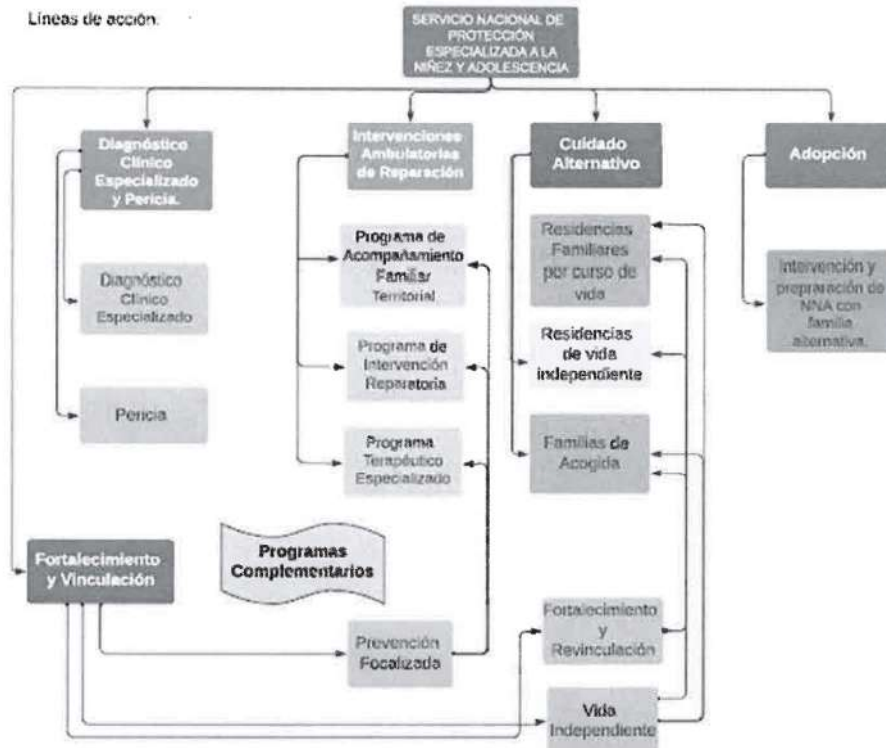 Líneas de acción.
SERVICIO NACIONAL DE
PROTECCIÓN
ESPECIALIZADA A LA
NIÑEZ Y ADOLESCENCIA
Diagnóstico
Clínico
Especializado
y Pericia.
Intervenciones
Ambulatorias
de Reparación
Cuidado
Alternativo
Adopción
Diagnóstico
Clínico
Especializado
Pericia
Programa de
Acompañamiento
Familiar
Territorial
Programa de
Intervención
Reparatoria
Programa
Terapéutico
Especializado
Residencias
Familiares
por curso de
vida
Residencias
de vida
independiente
Familias de
Acogida
Intervención y
prepraración de
NNA con
familia
alternativa.
Fortalecimiento
y Vinculación
Programas
Complementarios
Prevención
Focalizada
Fortalecimiento
y
Revinculación
Vida
Independiente